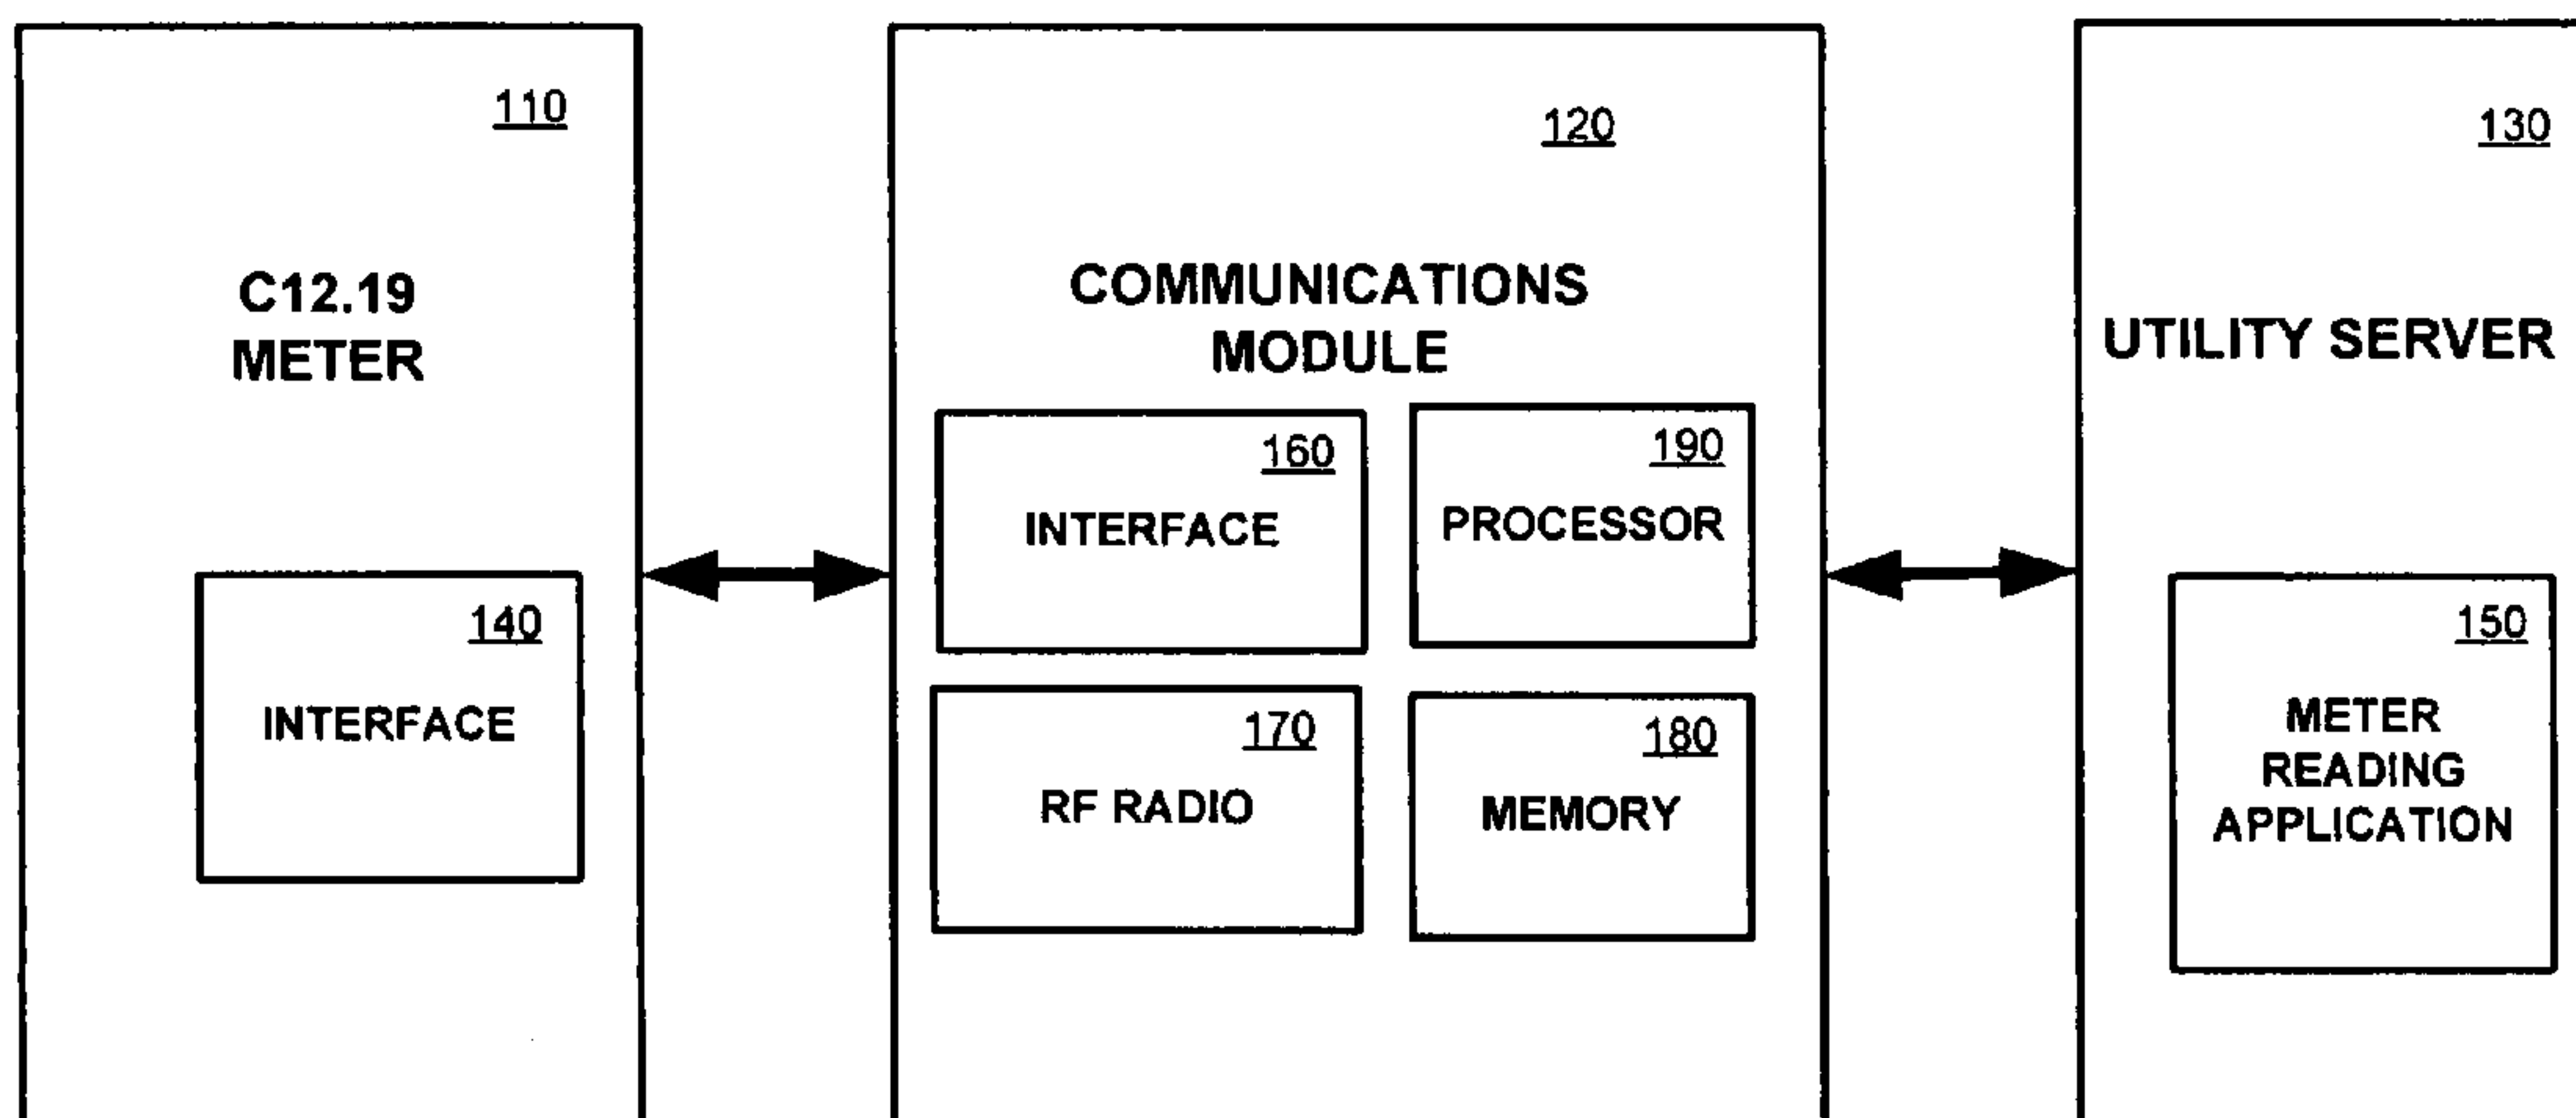 110
C12.19
METER
140
INTERFACE
120
COMMUNICATIONS
MODULE
160
INTERFACE
190
PROCESSOR
170
RF RADIO
180
MEMORY
130
UTILITY SERVER
150
METER
READING
APPLICATION